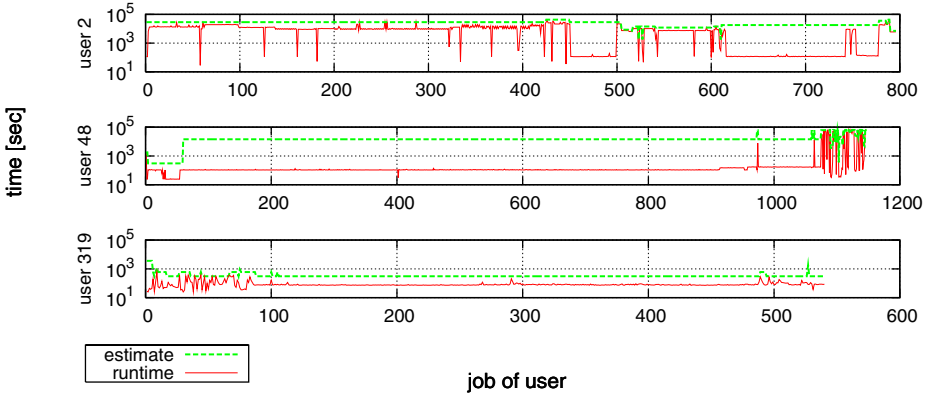 time [sec]
user 2
10^5
10^3
10^1
0 100 200 300 400 500 600 700 800
user 48
10^5
10^3
10^1
0 200 400 600 800 1000 1200
user 319
10^5
10^3
10^1
0 100 200 300 400 500 600
estimate
runtime
job of user